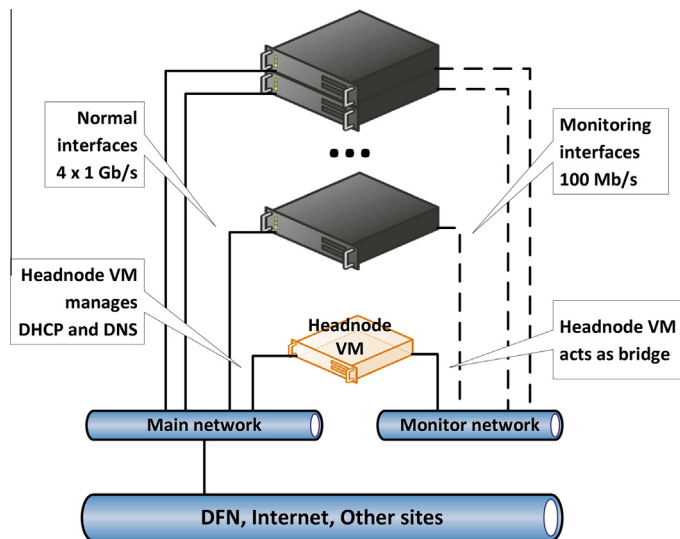 Normal
interfaces
4 x 1 Gb/s
Monitoring
interfaces
100 Mb/s
Headnode VM
manages
DHCP and DNS
Headnode
VM
Headnode VM
acts as bridge
Main network
Monitor network
DFN, Internet, Other sites